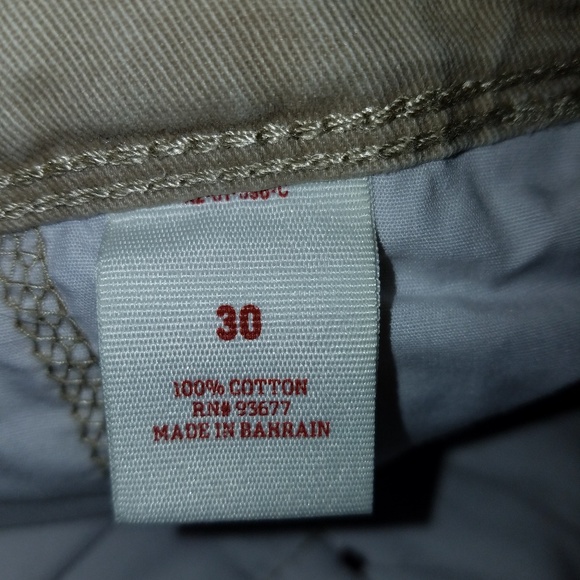 30
100% COTTON
RN# 93677
MADE IN BAHRAIN